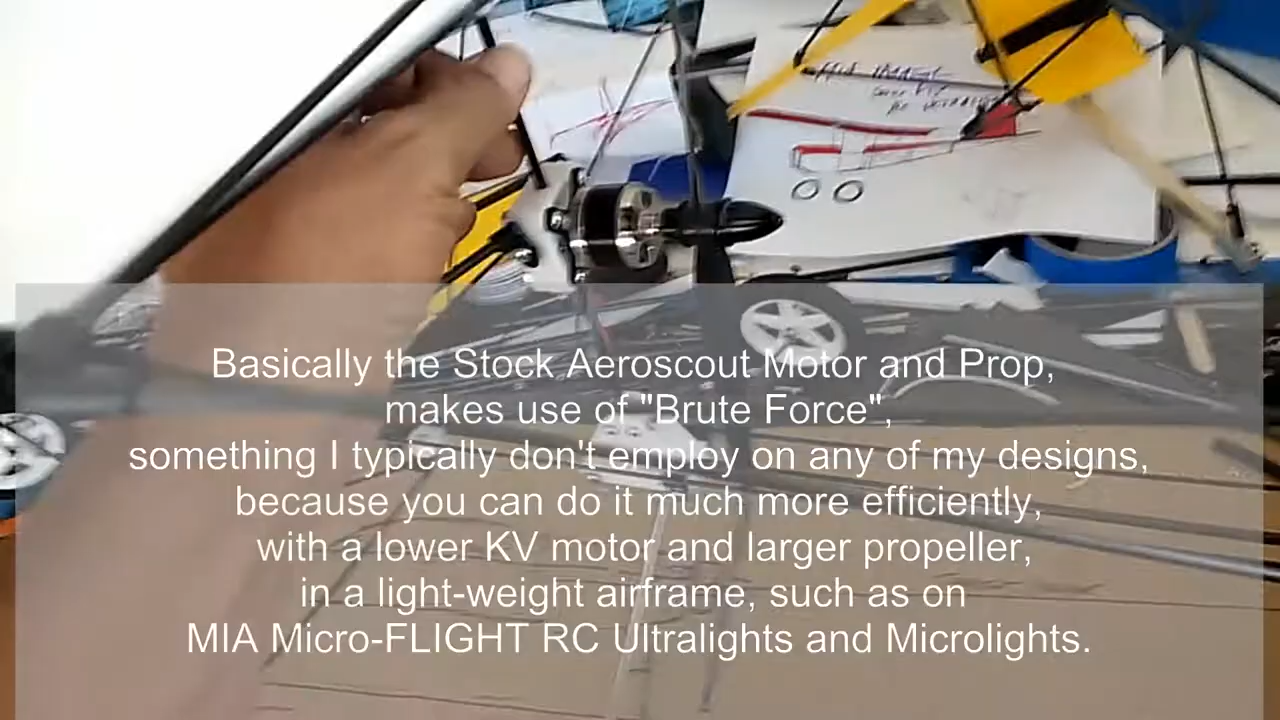 Basically the Stock Aeroscout Motor and Prop,
makes use of "Brute Force",
something I typically don't employ on any of my designs,
because you can do it much more efficiently,
with a lower KV motor and larger propeller,
in a light-weight airframe, such as on
MIA Micro-FLIGHT RC Ultralights and Microlights.